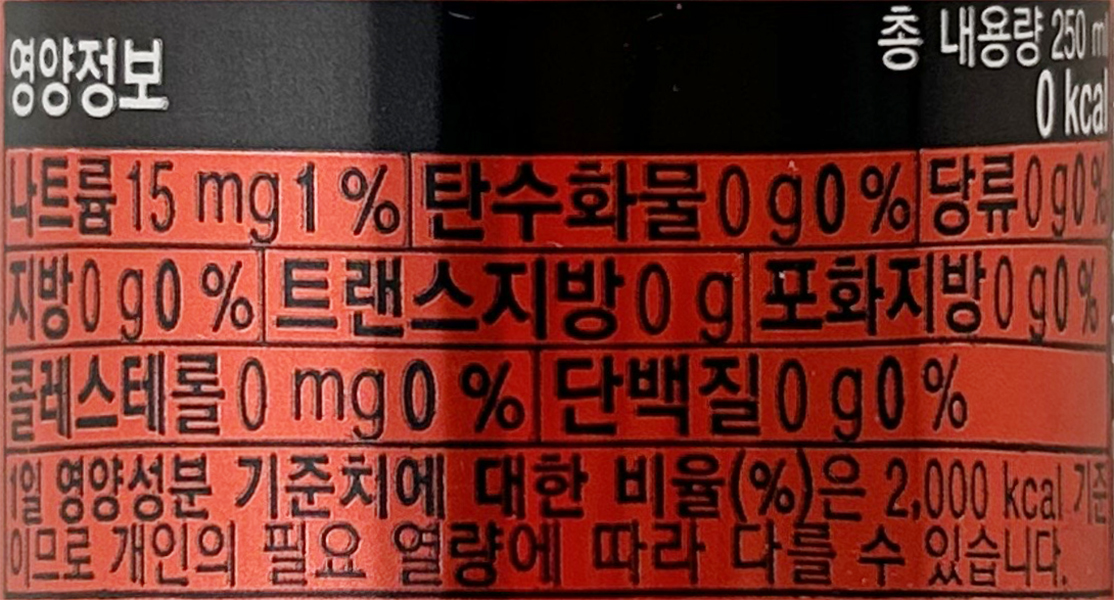 영양정보
총 내용량 250 ml
0 kcal
나트륨 15 mg 1 % 탄수화물 0 g 0 % 당류 0 g 0 %
지방 0 g 0 % 트랜스지방 0 g 포화지방 0 g 0 %
콜레스테롤 0 mg 0 % 단백질 0 g 0 %
1일 영양성분 기준치에 대한 비율(%)은 2,000 kcal 기준
이므로 개인의 필요 열량에 따라 다를 수 있습니다.